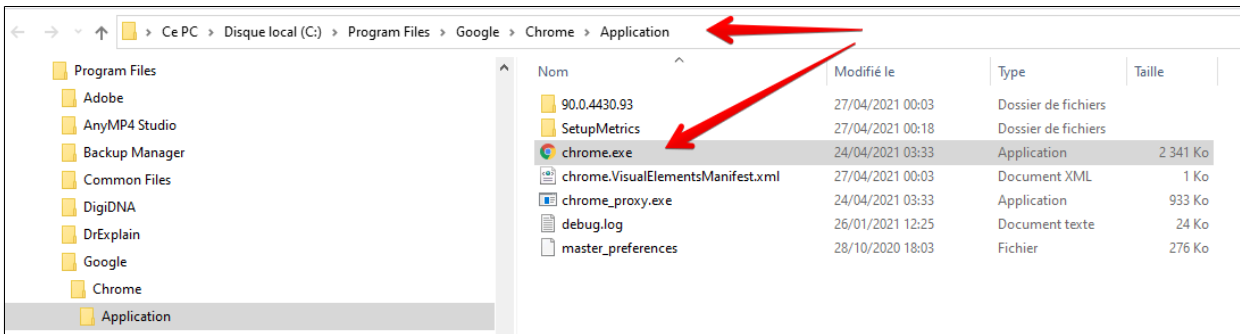 Ce PC > Disque local (C:) > Program Files > Google > Chrome > Application
Program Files
Adobe
AnyMP4 Studio
Backup Manager
Common Files
DigiDNA
DrExplain
Google
Chrome
Application
Nom Modifié le Type Taille
90.0.4430.93 27/04/2021 00:03 Dossier de fichiers
SetupMetrics 27/04/2021 00:18 Dossier de fichiers
chrome.exe 24/04/2021 03:33 Application 2 341 Ko
chrome.VisualElementsManifest.xml 27/04/2021 00:03 Document XML 1 Ko
chrome_proxy.exe 24/04/2021 03:33 Application 933 Ko
debug.log 26/01/2021 12:25 Document texte 24 Ko
master_preferences 28/10/2020 18:03 Fichier 276 Ko